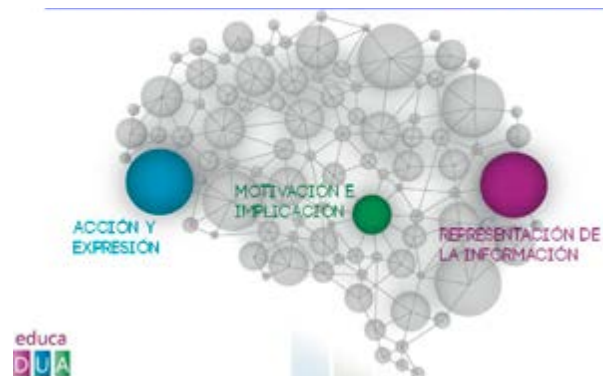 MOTIVACIÓN E
IMPLICACIÓN
ACCIÓN Y
EXPRESIÓN
REPRESENTACIÓN DE
LA INFORMACIÓN
educa
DUA